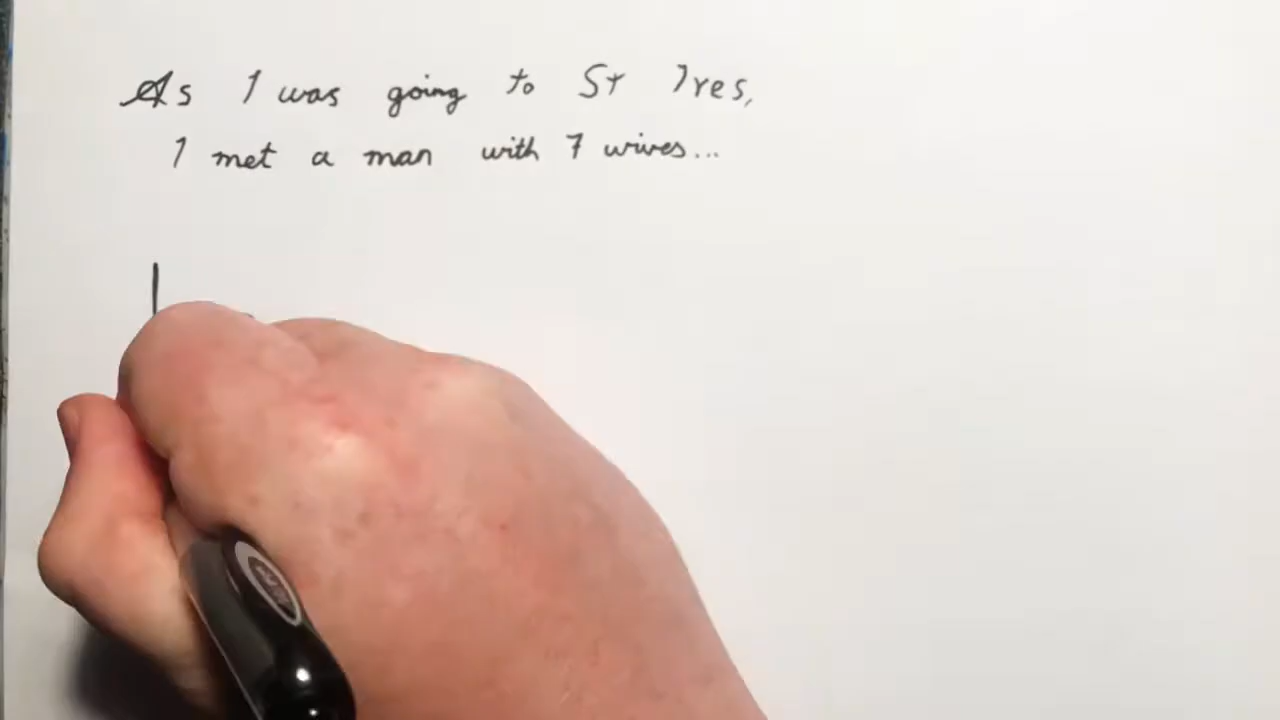 As I was going to St Ives,
I met a man with 7 wives...